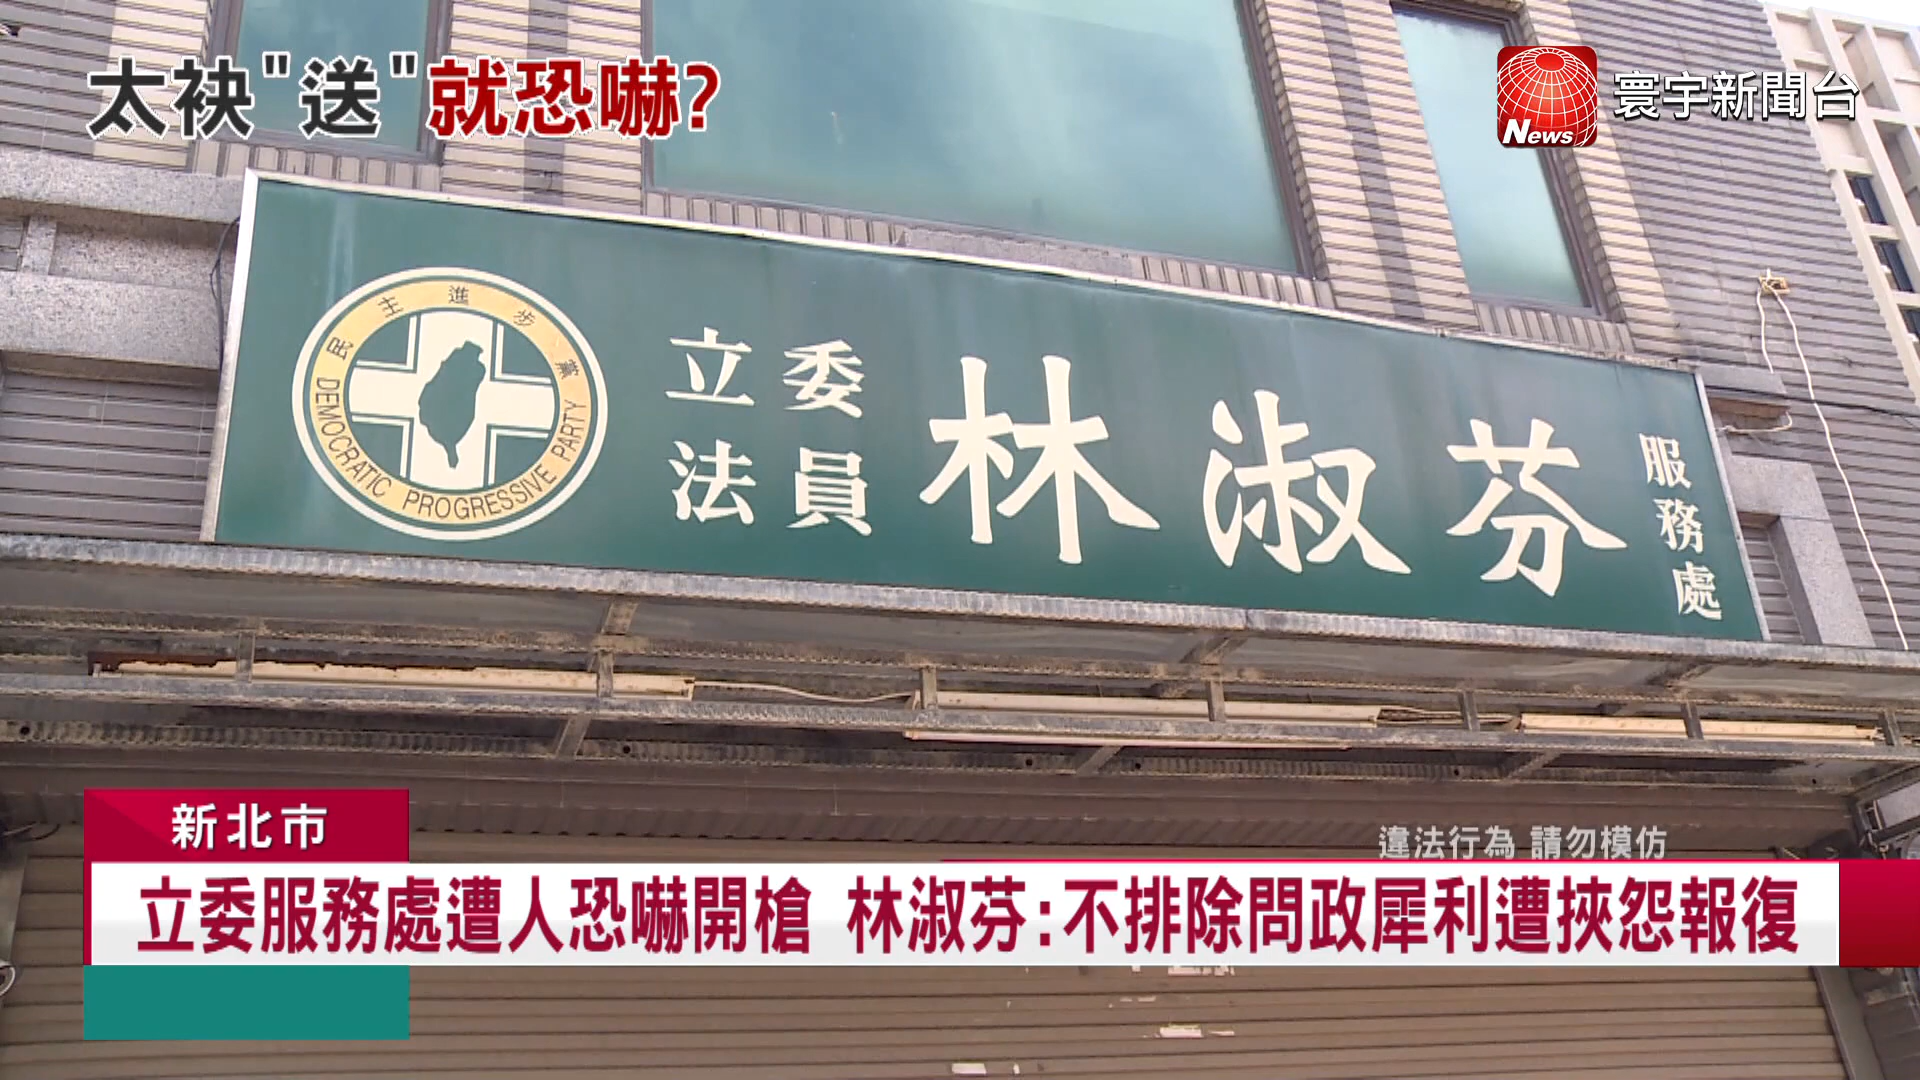 太袂"送"就恐嚇?
News
寰宇新聞台
民主進步黨
DEMOCRATIC PROGRESSIVE PARTY
立法委員
林淑芬
服務處
新北市
違法行為 請勿模仿
立委服務處遭人恐嚇開槍 林淑芬:不排除問政犀利遭挾怨報復